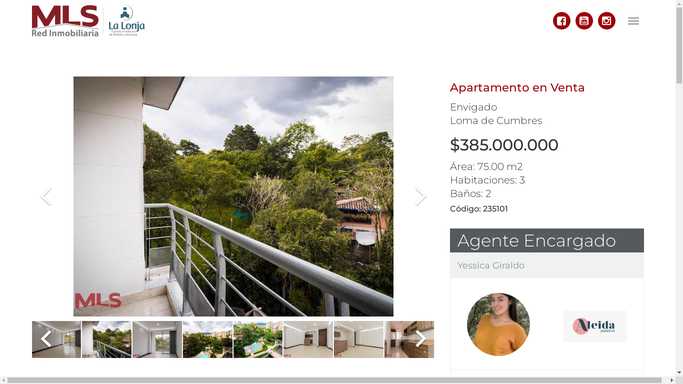 MLS
Red Inmobiliaria
La Lonja
Apartamento en Venta
Envigado
Loma de Cumbres
$385.000.000
Área: 75.00 m2
Habitaciones: 3
Baños: 2
Código: 235101
MLS
Agente Encargado
Yessica Giraldo
Aleida